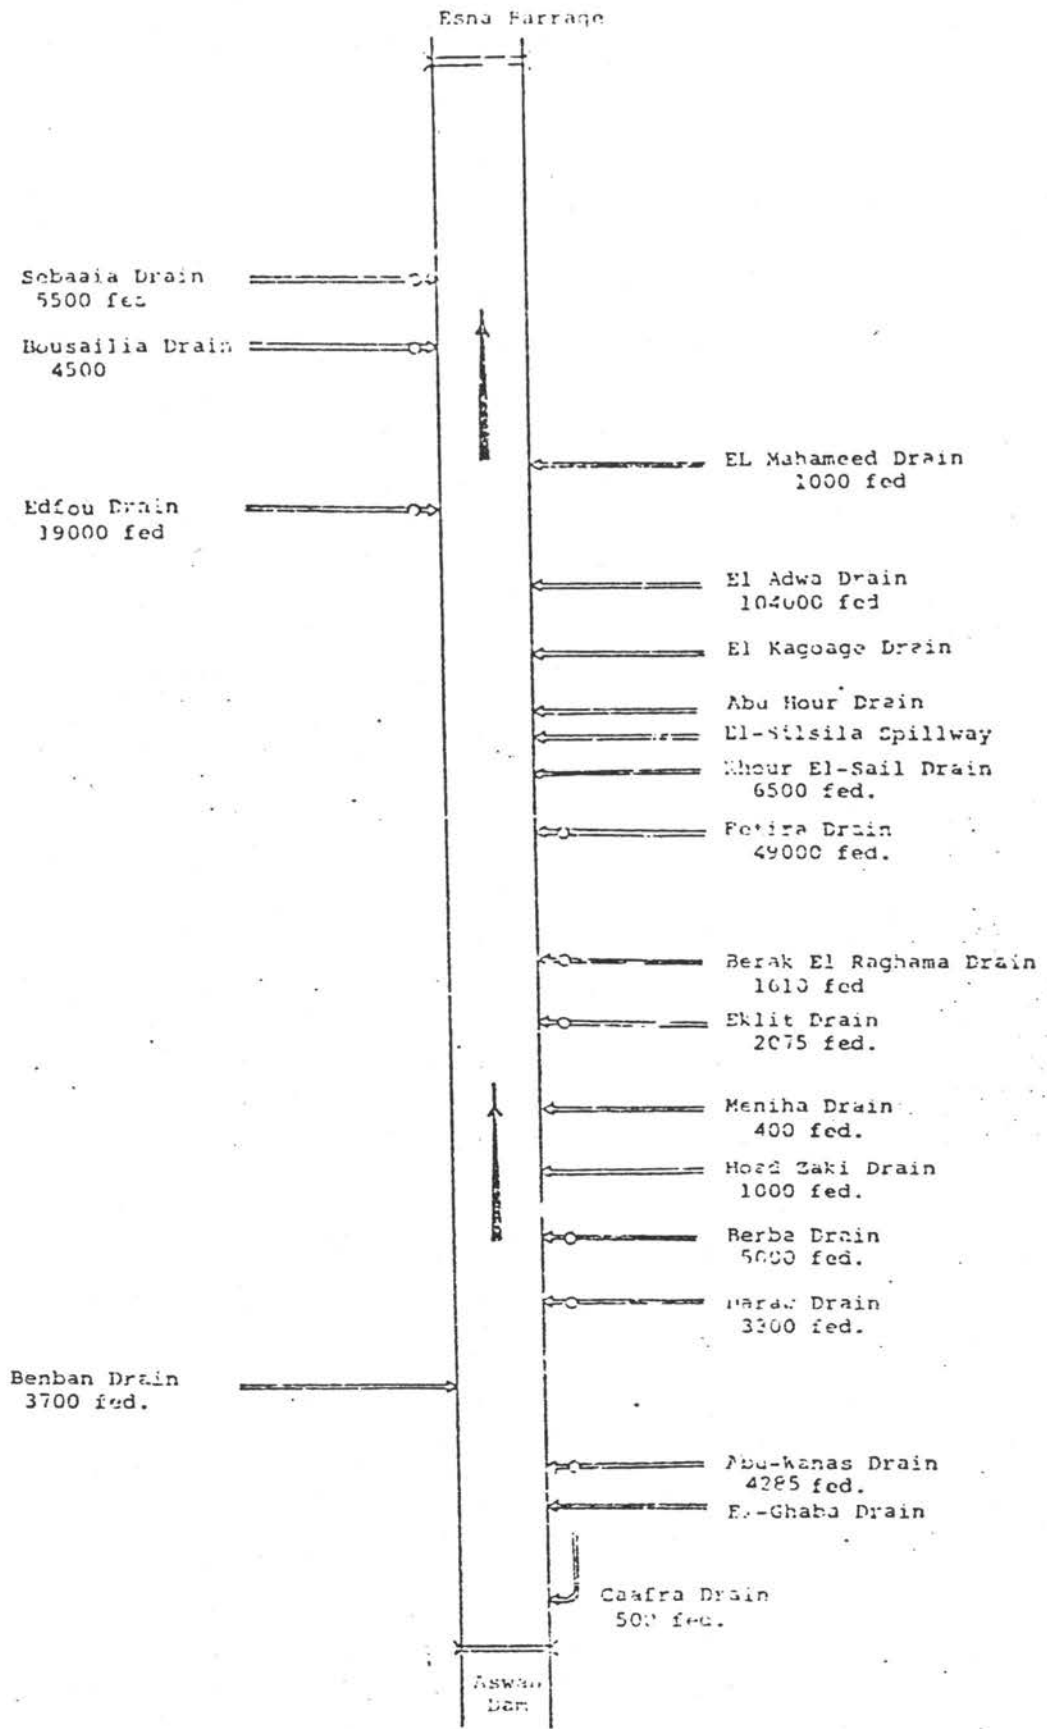 Esna Barrage
Sebaaia Drain
5500 fed
Bousailia Drain
4500
EL Mahameed Drain
1000 fed
Edfou Drain
19000 fed
El Adwa Drain
104000 fed
El Kagoage Drain
Abu Hour Drain
El-Silsila Spillway
Khour El-Sail Drain
6500 fed.
Fetira Drain
49000 fed.
Berak El Raghama Drain
1610 fed
Eklit Drain
2075 fed.
Meniha Drain
400 fed.
Hoad Zaki Drain
1000 fed.
Berba Drain
5000 fed.
Drain
3300 fed.
Benban Drain
3700 fed.
Abu-Wanas Drain
4285 fed.
El-Ghaba Drain
Gaafra Drain
500 fed.
Aswan
Dam